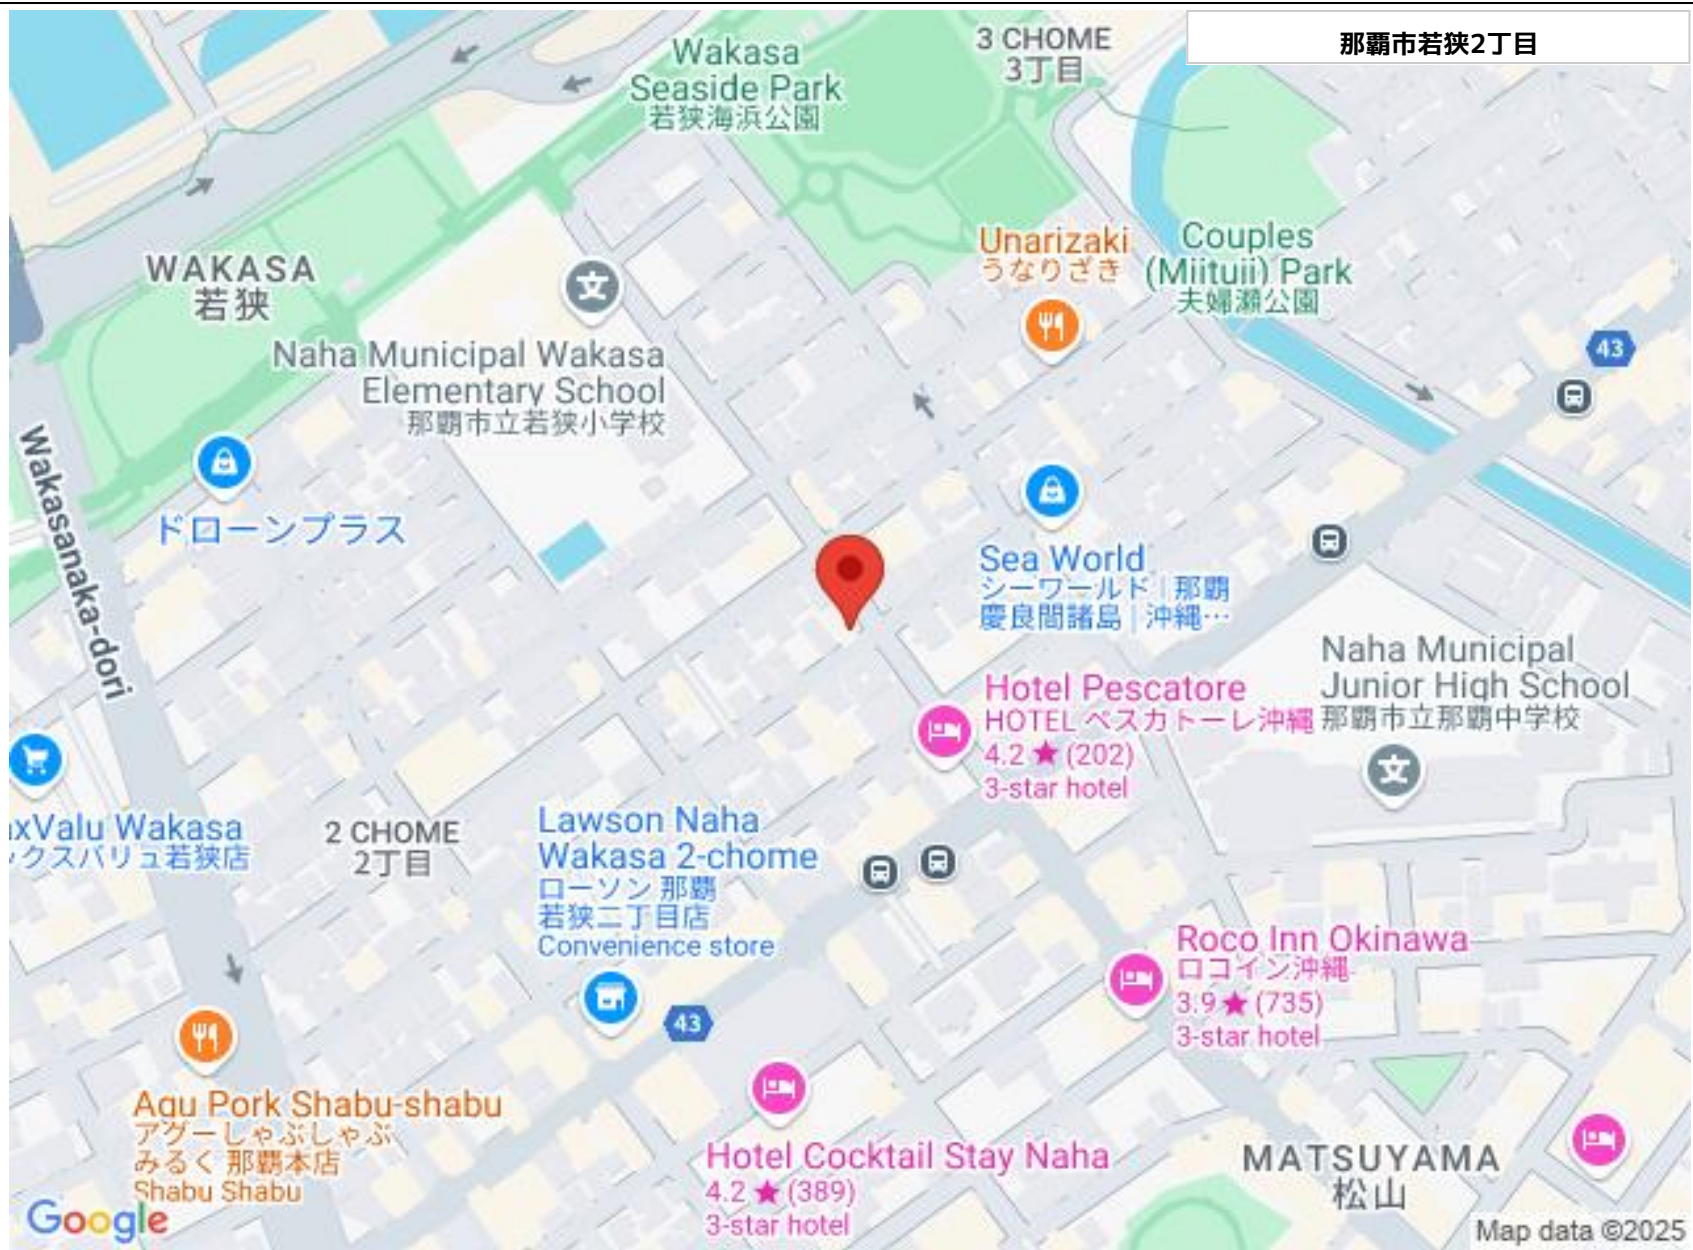 那覇市若狭2丁目
Wakasa
Seaside Park
若狭海浜公園
3 CHOME
3丁目
WAKASA
若狭
Unarizaki
うなりざき
Couples
(Miituii) Park
夫婦瀬公園
43
Naha Municipal Wakasa
Elementary School
那覇市立若狭小学校
文
Wakasanaka-dori
ドローンプラス
Sea World
シーワールド | 那覇
慶良間諸島 | 沖縄…
Naha Municipal
Junior High School
那覇市立那覇中学校
文
Hotel Pescatore
HOTEL ペスカトーレ沖縄
4.2 ★ (202)
3-star hotel
xValu Wakasa
ックスバリュ若狭店
2 CHOME
2丁目
Lawson Naha
Wakasa 2-chome
ローソン 那覇
若狭二丁目店
Convenience store
43
Roco Inn Okinawa
ロコイン沖縄
3.9 ★ (735)
3-star hotel
Agu Pork Shabu-shabu
アグーしゃぶしゃぶ
みるく 那覇本店
Shabu Shabu
Hotel Cocktail Stay Naha
4.2 ★ (389)
3-star hotel
MATSUYAMA
松山
Google
Map data ©2025